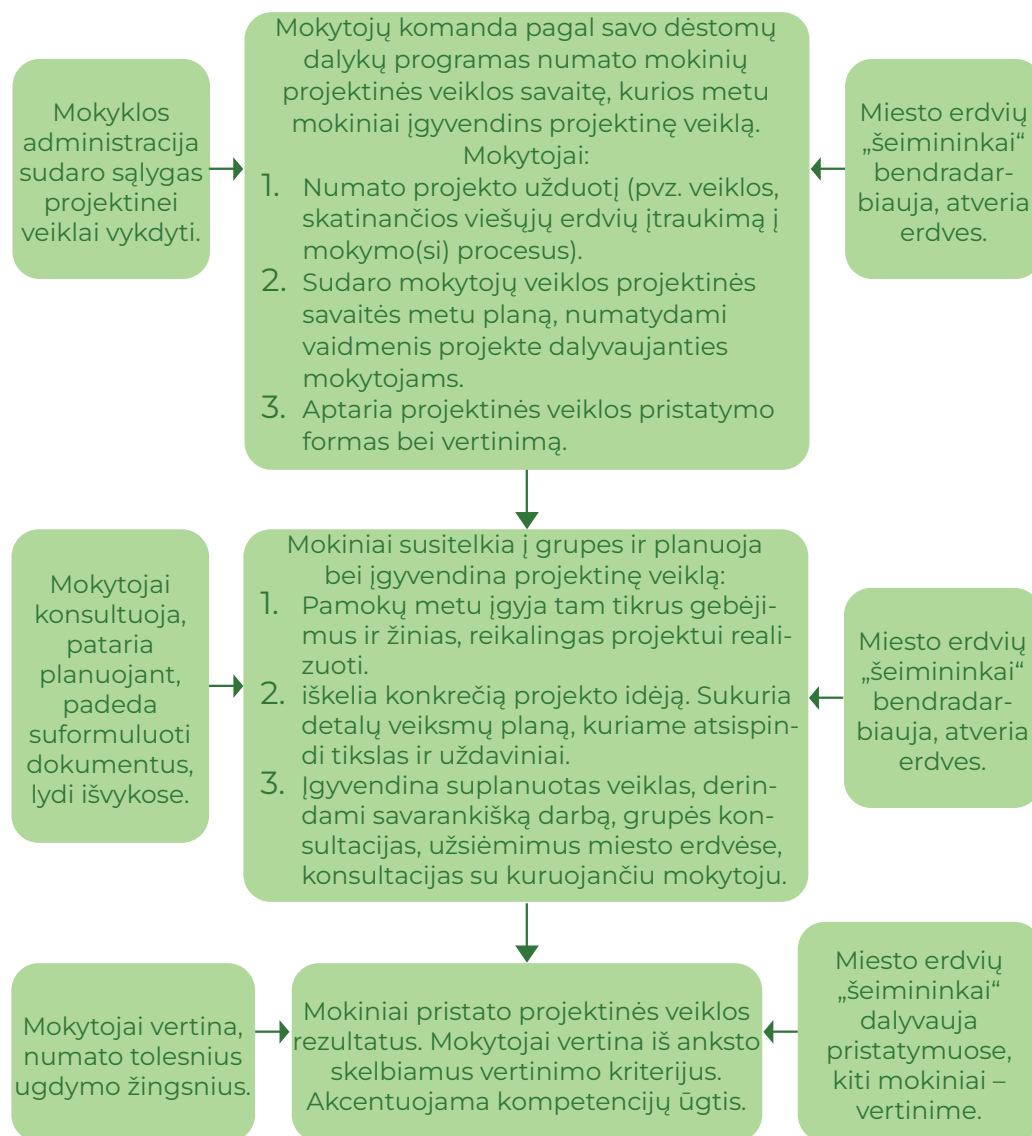 Mokyklos
administracija
sudaro sąlygas
projektinei
veiklai vykdyti.
Mokytojų komanda pagal savo dėstomų
dalykų programas numato mokinių
projektinės veiklos savaitę, kurios metu
mokiniai įgyvendins projektinę veiklą.
Mokytojai:
1. Numato projekto užduotį (pvz. veiklos,
skatinančios viešųjų erdvių įtraukimą į
mokymo(si) procesus).
2. Sudaro mokytojų veiklos projektinės
savaitės metu planą, numatydami
vaidmenis projekte dalyvaujanties
mokytojams.
3. Aptaria projektinės veiklos pristatymo
formas bei vertinimą.
Miesto erdvių
„šeimininkai“
bendradar-
biauja, atveria
erdves.
Mokytojai
konsultuoja,
pataria
planuojant,
padeda
suformuluoti
dokumentus,
lydi išvykose.
Mokiniai susitelkia į grupes ir planuoja
bei įgyvendina projektinę veiklą:
1. Pamokų metu įgyja tam tikrus gebėji-
mus ir žinias, reikalingas projektui reali-
zuoti.
2. iškelia konkrečią projekto idėją. Sukuria
detalų veiksmų planą, kuriame atsispin-
di tikslas ir uždaviniai.
3. Įgyvendina suplanuotas veiklas, derin-
dami savarankišką darbą, grupės kon-
sultacijas, užsiėmimus miesto erdvėse,
konsultacijas su kuruojančiu mokytoju.
Miesto erdvių
„šeimininkai“
bendradar-
biauja, atveria
erdves.
Mokytojai vertina,
numato tolesnius
ugdymo žingsnius.
Mokiniai pristato projektinės veiklos
rezultatus. Mokytojai vertina iš anksto
skelbiamus vertinimo kriterijus.
Akcentuojama kompetencijų ūgtis.
Miesto erdvių
„šeimininkai“
dalyvauja
pristatymuose,
kiti mokiniai –
vertinime.